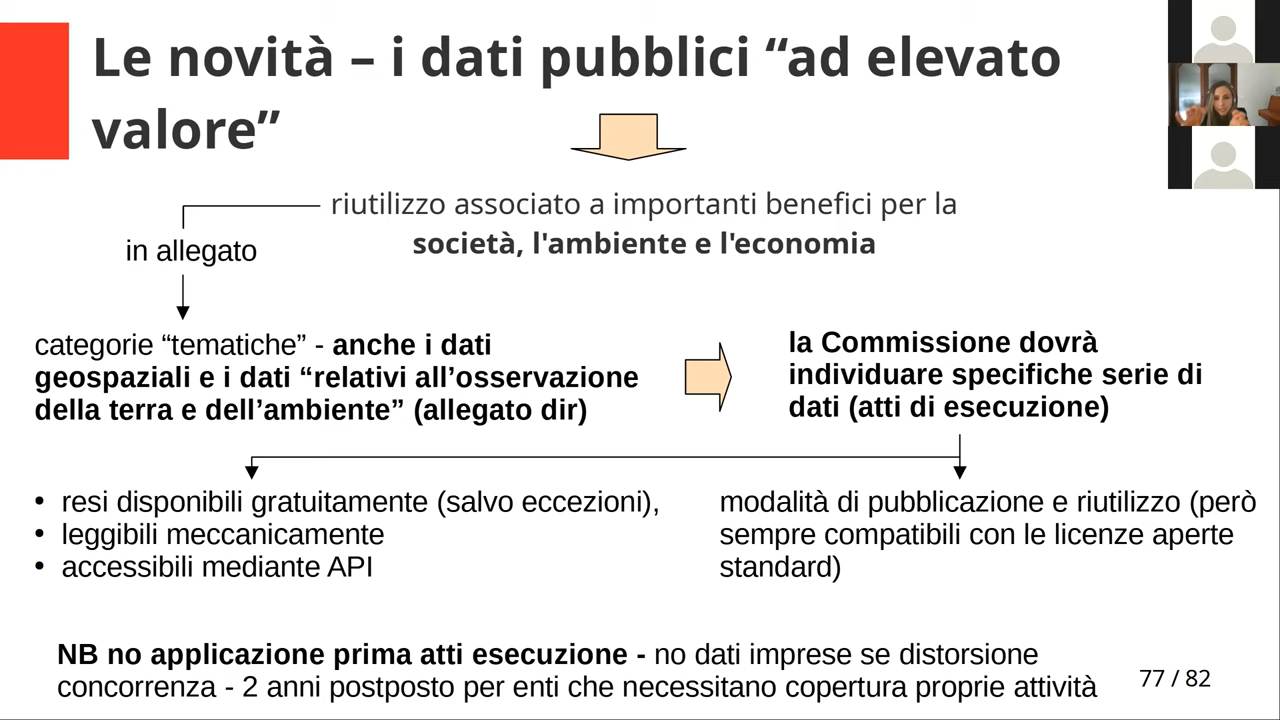 Le novità – i dati pubblici “ad elevato
valore”
riutilizzo associato a importanti benefici per la
società, l'ambiente e l'economia
in allegato
categorie “tematiche” - anche i dati
geospaziali e i dati “relativi all’osservazione
della terra e dell’ambiente” (allegato dir)
la Commissione dovrà
individuare specifiche serie di
dati (atti di esecuzione)
• resi disponibili gratuitamente (salvo eccezioni),
• leggibili meccanicamente
• accessibili mediante API
modalità di pubblicazione e riutilizzo (però
sempre compatibili con le licenze aperte
standard)
NB no applicazione prima atti esecuzione - no dati imprese se distorsione
concorrenza - 2 anni postposto per enti che necessitano copertura proprie attività
77 / 82